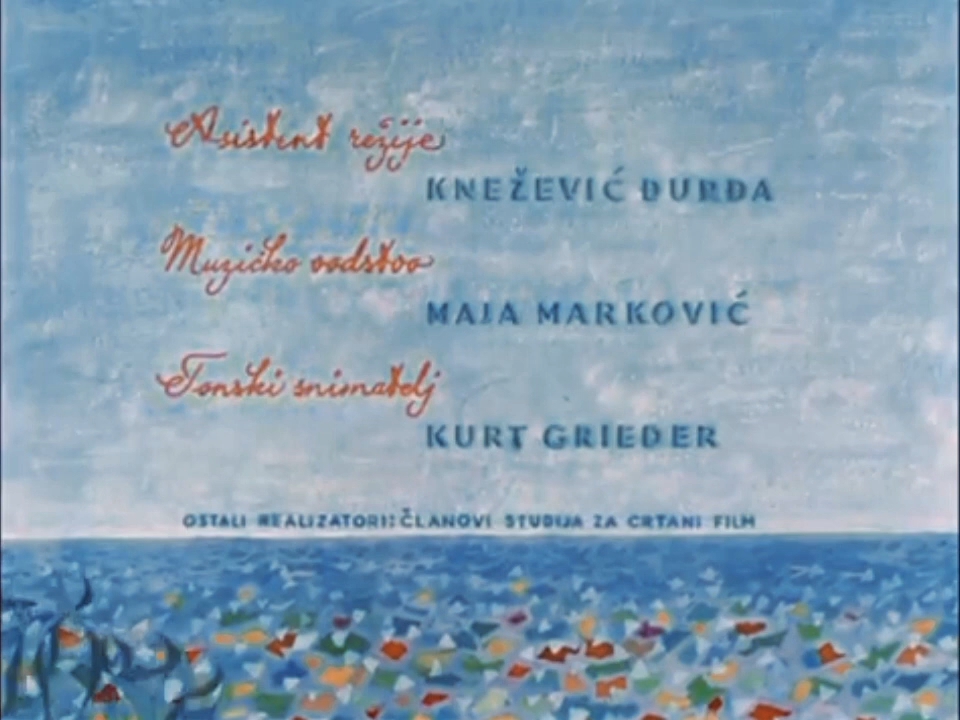 Asistent režije
KNEŽEVIĆ ĐURĐA
Muzičko vodstvo
MAJA MARKOVIĆ
Tonski snimatelj
KURT GRIEDER
OSTALI REALIZATORI: ČLANOVI STUDIJA ZA CRTANI FILM